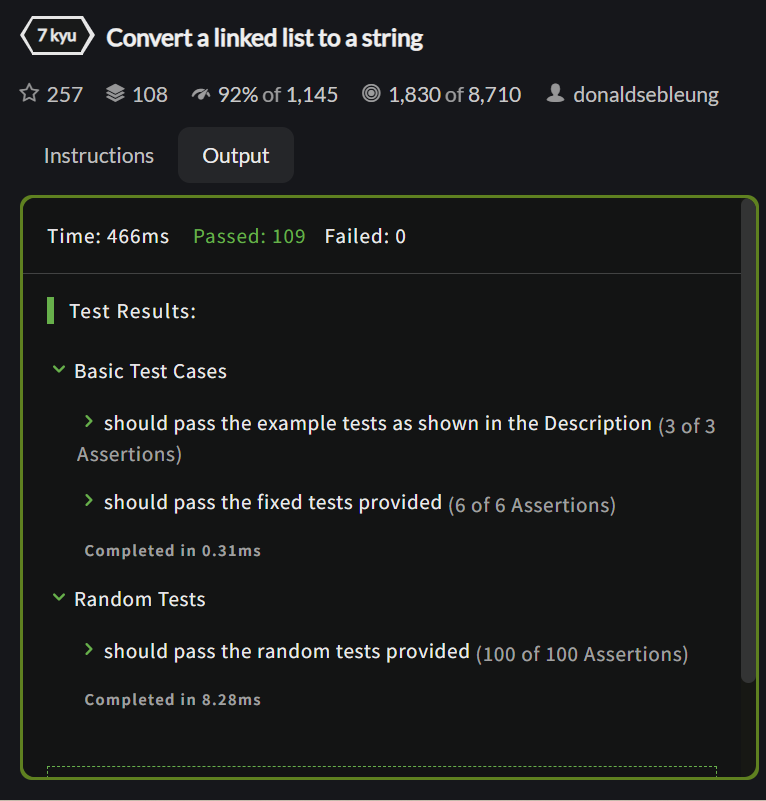 7 kyu Convert a linked list to a string
257 108 92% of 1,145 1,830 of 8,710 donaldsebleung
Instructions Output
Time: 466ms Passed: 109 Failed: 0
Test Results:
Basic Test Cases
should pass the example tests as shown in the Description (3 of 3
Assertions)
should pass the fixed tests provided (6 of 6 Assertions)
Completed in 0.31ms
Random Tests
should pass the random tests provided (100 of 100 Assertions)
Completed in 8.28ms